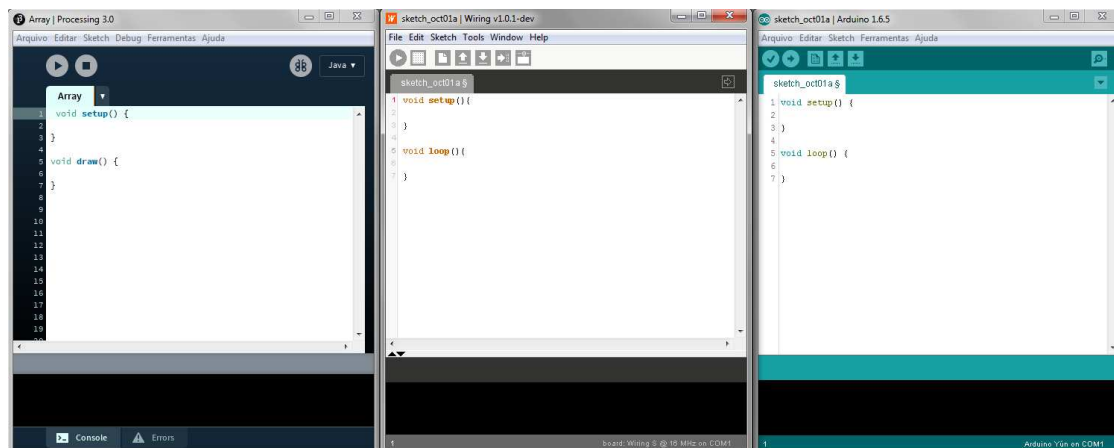 Array | Processing 3.0
Arquivo Editar Sketch Debug Ferramentas Ajuda
Java ▼
Array ▼
1 void setup() {
2
3 }
4
5 void draw() {
6
7 }
8
9
10
11
12
13
14
15
16
17
18
19
Console
Errors
sketch_oct01a | Wiring v1.0.1-dev
File Edit Sketch Tools Window Help
sketch_oct01a §
1 void setup(){
2
3 }
4
5 void loop(){
6
7 }
1
board: Wiring S @ 16 MHz on COM1
sketch_oct01a | Arduino 1.6.5
Arquivo Editar Sketch Ferramentas Ajuda
sketch_oct01a §
1 void setup() {
2
3 }
4
5 void loop() {
6
7 }
1
Arduino Yún on COM1